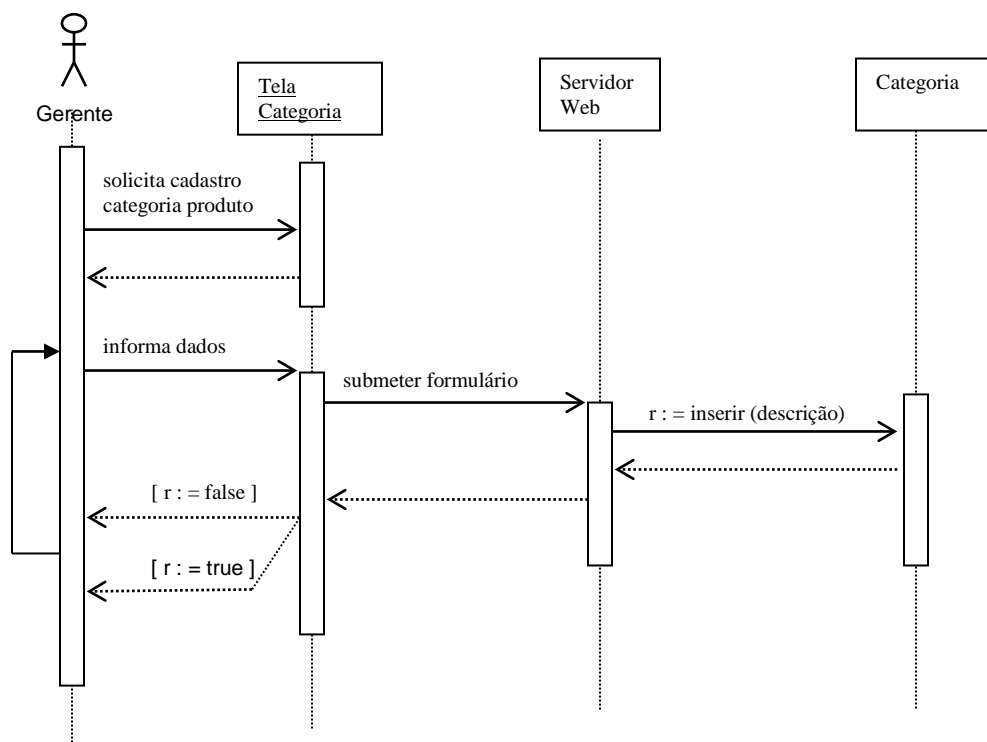 Gerente
Tela
Categoria
Servidor
Web
Categoria
solicita cadastro
categoria produto
informa dados
submeter formulário
r : = inserir (descrição)
[ r : = false ]
[ r : = true ]